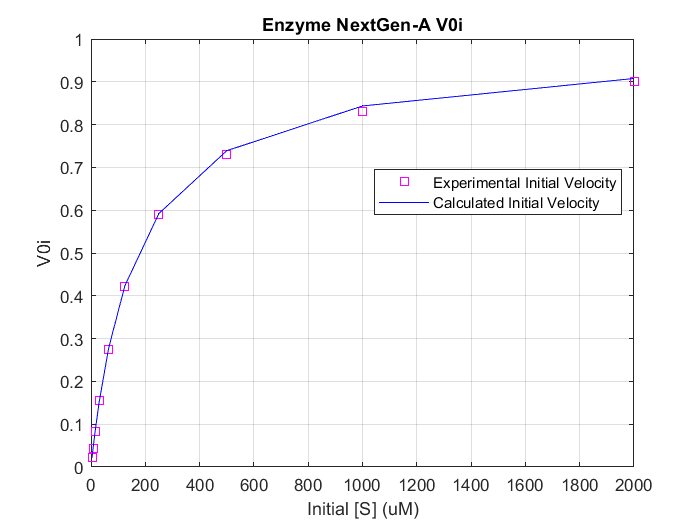 Enzyme NextGen-A V0i
1
0.9
0.8
0.7
0.6
0.5
0.4
0.3
0.2
0.1
0
V0i
Experimental Initial Velocity
Calculated Initial Velocity
0 200 400 600 800 1000 1200 1400 1600 1800 2000
Initial [S] (uM)